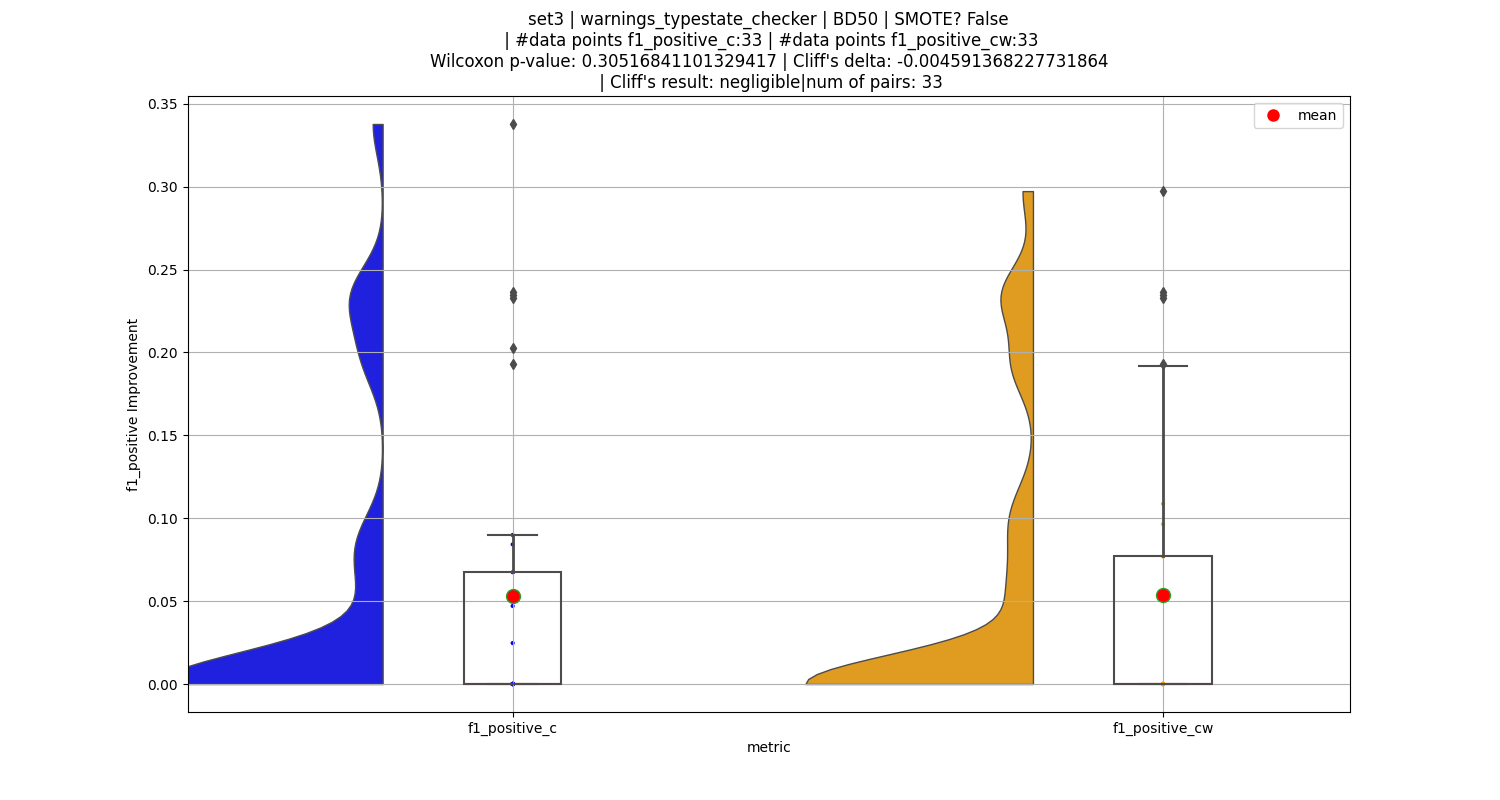 set3 | warnings_typestate_checker | BD50 | SMOTE? False
| #data points f1_positive_c:33 | #data points f1_positive_cw:33
Wilcoxon p-value: 0.30516841101329417 | Cliff's delta: -0.004591368227731864
| Cliff's result: negligible|num of pairs: 33
mean
0.35
0.30
0.25
0.20
0.15
0.10
0.05
0.00
f1_positive Improvement
f1_positive_c
f1_positive_cw
metric